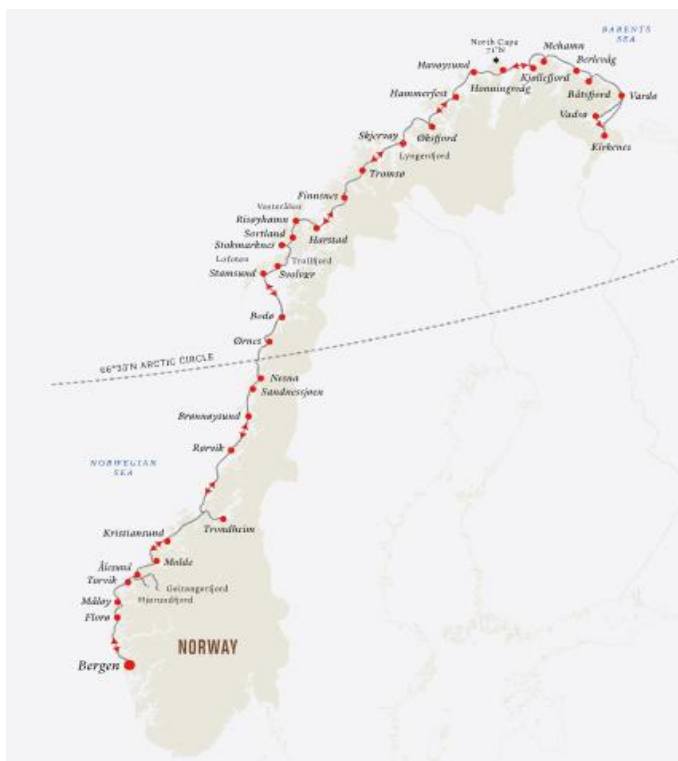 BARENTS
SEA
North Cape
71°N
Mehamn
Berlevåg
Havøysund
Kjøllefjord
Honningsvåg
Båtsfjord
Hammerfest
Vardø
Vadsø
Skjervøy
Øksfjord
Kirkenes
Lyngenfjord
Tromsø
Finnsnes
Vesterålen
Risøyhamn
Sortland
Harstad
Stokmarknes
Lofoten
Trollfjord
Stamsund
Svolvær
Bodø
Ørnes
66°33'N ARCTIC CIRCLE
Nesna
Sandnessjøen
Brønnøysund
Rørvik
NORWEGIAN
SEA
Trondheim
Kristiansund
Molde
Ålesund
Torvik
Geirangerfjord
Hjørundfjord
Måløy
Florø
NORWAY
Bergen